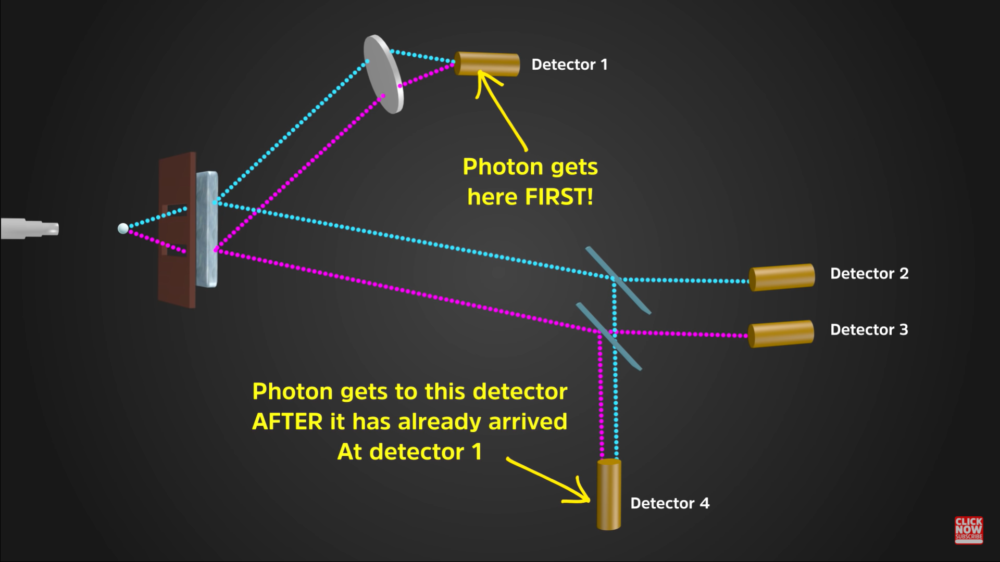 Detector 1
Photon gets
here FIRST!
Detector 2
Detector 3
Photon gets to this detector
AFTER it has already arrived
At detector 1
Detector 4
CLICK
NOW
SUBSCRIBE